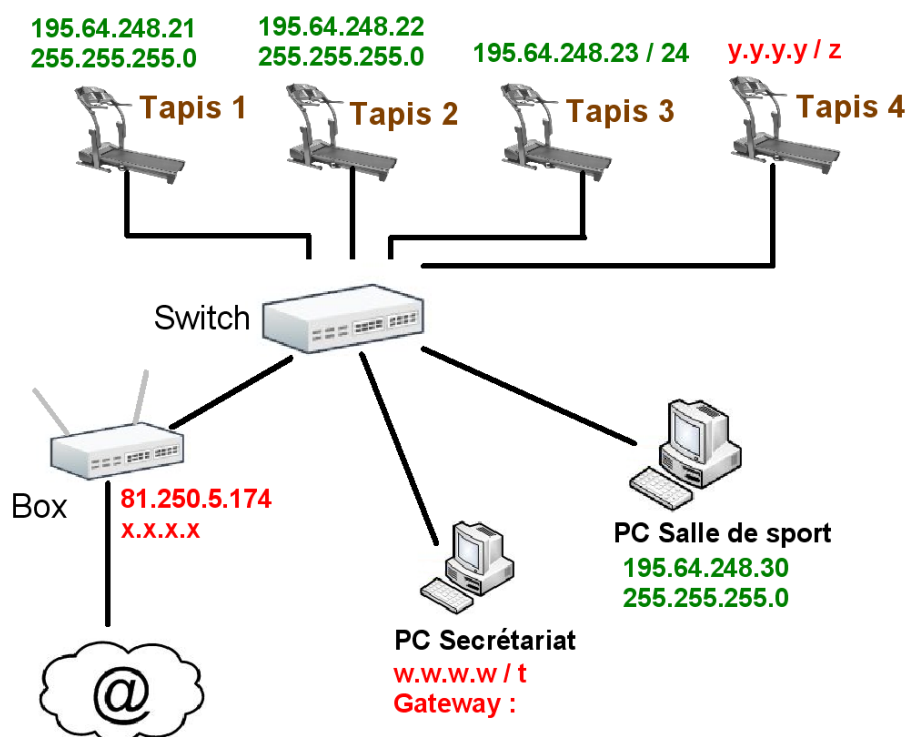 195.64.248.21
255.255.255.0
195.64.248.22
255.255.255.0
195.64.248.23 / 24
y.y.y.y / z
Tapis 1
Tapis 2
Tapis 3
Tapis 4
Switch
Box
81.250.5.174
x.x.x.x
PC Salle de sport
195.64.248.30
255.255.255.0
PC Secrétariat
w.w.w.w / t
Gateway :
@